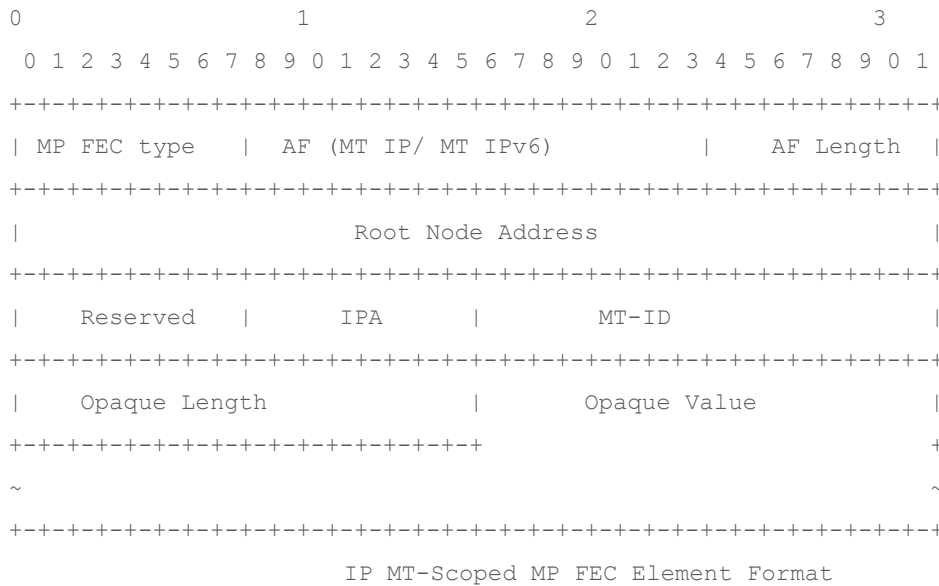 0                   1                   2                   3
 0 1 2 3 4 5 6 7 8 9 0 1 2 3 4 5 6 7 8 9 0 1 2 3 4 5 6 7 8 9 0 1
+-+-+-+-+-+-+-+-+-+-+-+-+-+-+-+-+-+-+-+-+-+-+-+-+-+-+-+-+-+-+-+-+
| MP FEC type   |  AF (MT IP/ MT IPv6)          |    AF Length  |
+-+-+-+-+-+-+-+-+-+-+-+-+-+-+-+-+-+-+-+-+-+-+-+-+-+-+-+-+-+-+-+-+
|                       Root Node Address                       |
+-+-+-+-+-+-+-+-+-+-+-+-+-+-+-+-+-+-+-+-+-+-+-+-+-+-+-+-+-+-+-+-+
|    Reserved   |      IPA      |        MT-ID                  |
+-+-+-+-+-+-+-+-+-+-+-+-+-+-+-+-+-+-+-+-+-+-+-+-+-+-+-+-+-+-+-+-+
|    Opaque Length              |       Opaque Value            |
+-+-+-+-+-+-+-+-+-+-+-+-+-+-+-+-+                               +
~                                                               ~
+-+-+-+-+-+-+-+-+-+-+-+-+-+-+-+-+-+-+-+-+-+-+-+-+-+-+-+-+-+-+-+-+
IP MT-Scoped MP FEC Element Format